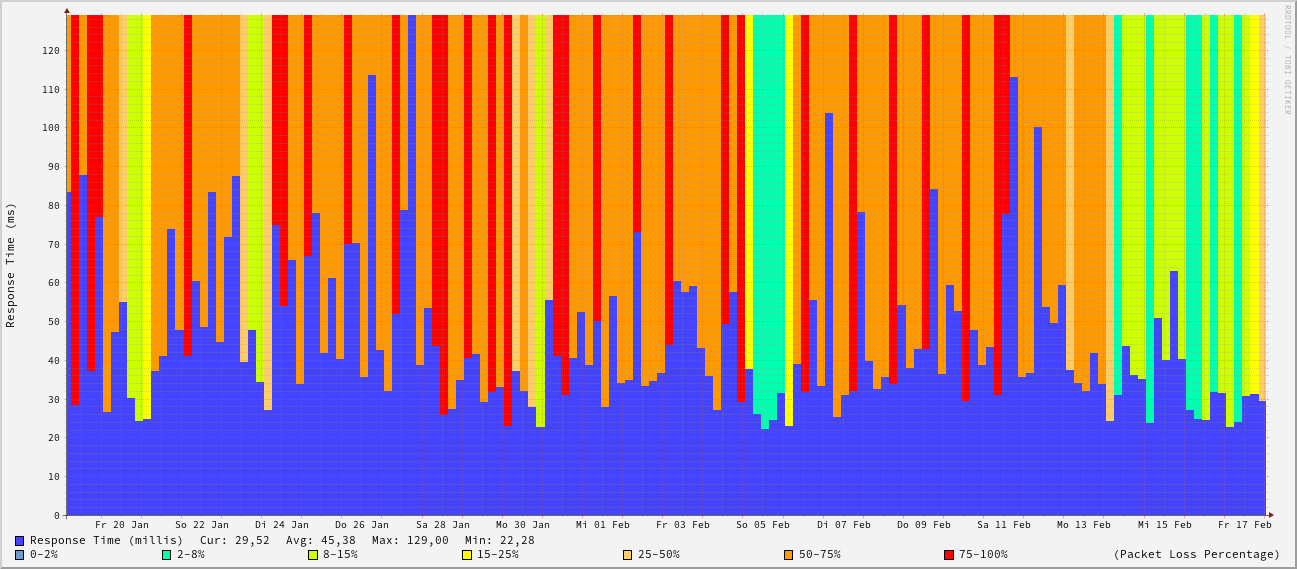 RRDTOOL / TOBI OETIKER
Response Time (ms)
120
110
100
90
80
70
60
50
40
30
20
10
0
Fr 20 Jan So 22 Jan Di 24 Jan Do 26 Jan Sa 28 Jan Mo 30 Jan Mi 01 Feb Fr 03 Feb So 05 Feb Di 07 Feb Do 09 Feb Sa 11 Feb Mo 13 Feb Mi 15 Feb Fr 17 Feb
Response Time (millis) Cur: 29,52 Avg: 45,38 Max: 129,00 Min: 22,28
0-2% 2-8% 8-15% 15-25% 25-50% 50-75% 75-100% (Packet Loss Percentage)